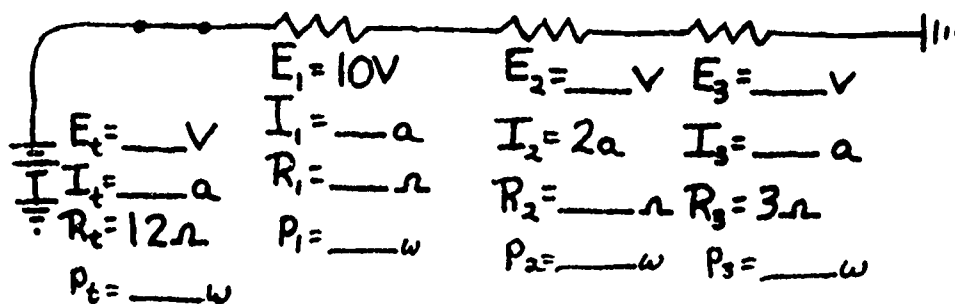 E₁=10V
I₁=___a
R₁=___Ω
P₁=___w
E₂=___V
I₂=2a
R₂=___Ω
P₂=___w
E₃=___V
I₃=___a
R₃=3Ω
P₃=___w
Eₜ=___V
Iₜ=___a
Rₜ=12Ω
Pₜ=___w